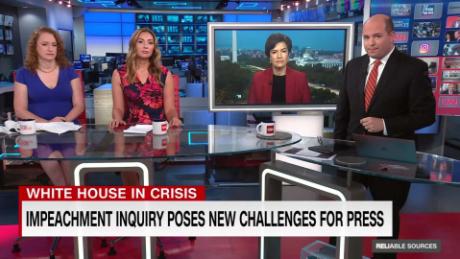 WHITE HOUSE IN CRISIS
IMPEACHMENT INQUIRY POSES NEW CHALLENGES FOR PRESS
RELIABLE SOURCES